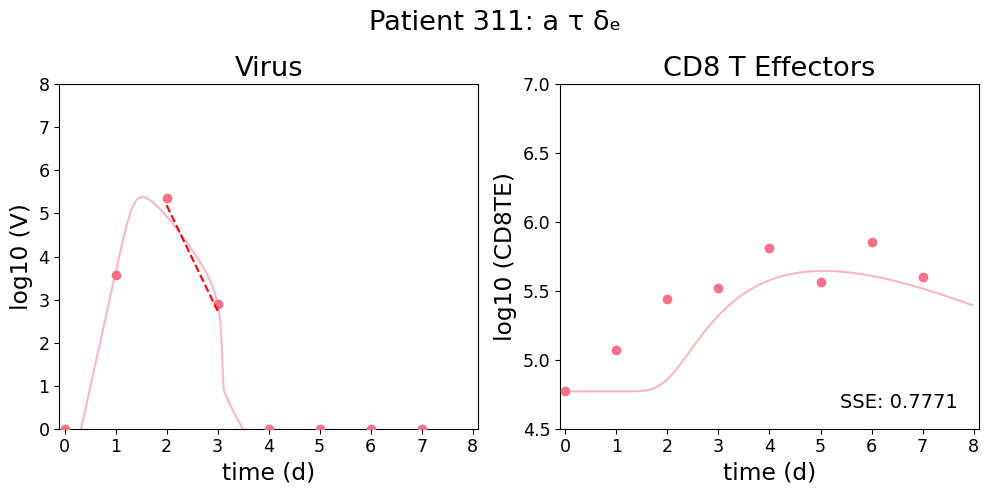 Patient 311: a τ δₑ
Virus
CD8 T Effectors
log10 (V)
8
7
6
5
4
3
2
1
0
0 1 2 3 4 5 6 7 8
time (d)
log10 (CD8TE)
7.0
6.5
6.0
5.5
5.0
4.5
SSE: 0.7771
0 1 2 3 4 5 6 7 8
time (d)